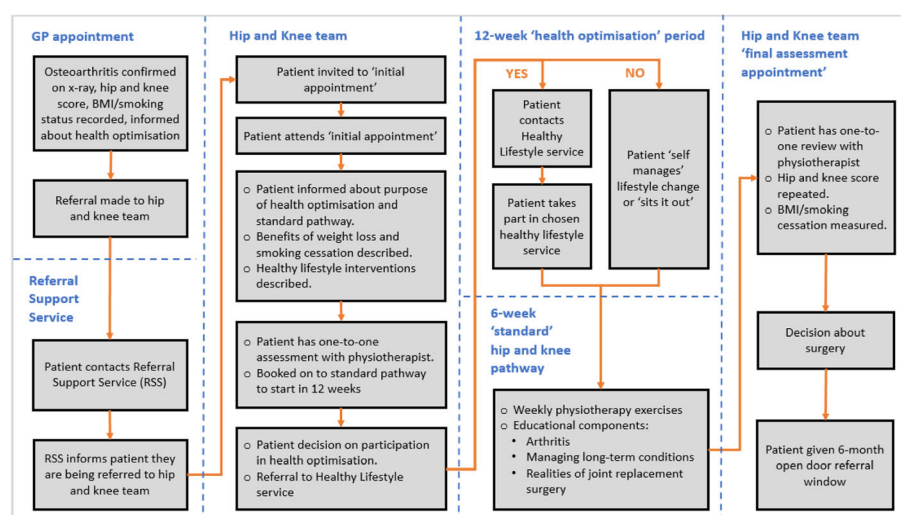 GP appointment
Osteoarthritis confirmed
on x-ray, hip and knee
score, BMI/smoking
status recorded, informed
about health optimisation
Referral made to hip
and knee team
Referral
Support
Service
Patient contacts Referral
Support Service (RSS)
RSS informs patient they
are being referred to hip
and knee team
Hip and Knee team
Patient invited to ‘initial
appointment’
Patient attends ‘initial appointment’
o Patient informed about purpose
of health optimisation and
standard pathway.
o Benefits of weight loss and
smoking cessation described.
o Healthy lifestyle interventions
described.
o Patient has one-to-one
assessment with physiotherapist.
o Booked on to standard pathway
to start in 12 weeks
o Patient decision on participation
in health optimisation.
o Referral to Healthy Lifestyle
service
12-week ‘health optimisation’ period
YES
NO
Patient
contacts
Healthy
Lifestyle service
Patient takes
part in chosen
healthy lifestyle
service
Patient ‘self
manages’
lifestyle change
or ‘sits it out’
6-week
‘standard’
hip and knee
pathway
o Weekly physiotherapy exercises
o Educational components:
• Arthritis
• Managing long-term conditions
• Realities of joint replacement
surgery
Hip and Knee team
‘final assessment
appointment’
o Patient has one-to-
one review with
physiotherapist
o Hip and knee score
repeated.
o BMI/smoking
cessation measured.
Decision about
surgery
Patient given 6-month
open door referral
window